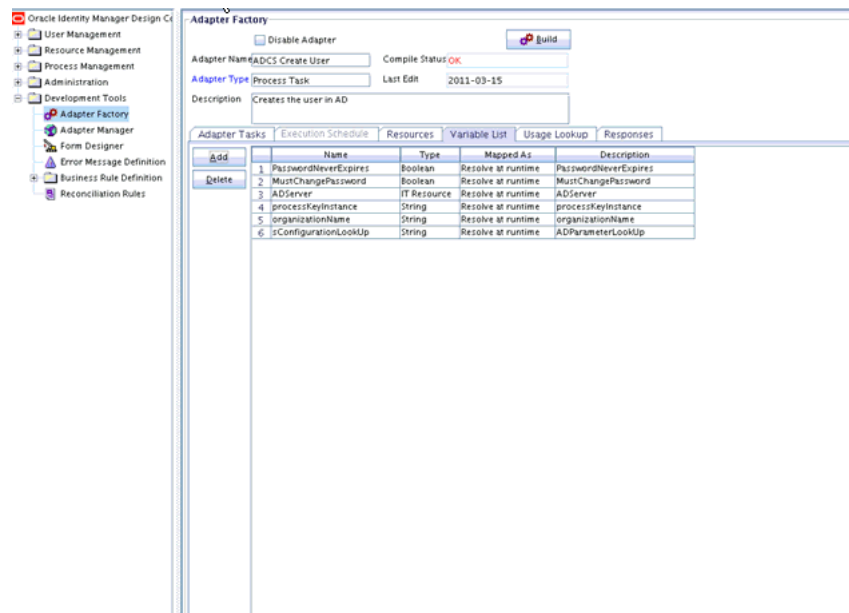 Oracle Identity Manager Design Ce
User Management
Resource Management
Process Management
Administration
Development Tools
Adapter Factory
Adapter Manager
Form Designer
Error Message Definition
Business Rule Definition
Reconciliation Rules
Adapter Factory
Disable Adapter
Build
Adapter Name ADCS Create User Compile Status OK
Adapter Type Process Task Last Edit 2011-03-15
Description Creates the user in AD
Adapter Tasks Execution Schedule Resources Variable List Usage Lookup Responses
Add
Delete
Name Type Mapped As Description
1 PasswordNeverExpires Boolean Resolve at runtime PasswordNeverExpires
2 MustChangePassword Boolean Resolve at runtime MustChangePassword
3 ADServer IT Resource Resolve at runtime ADServer
4 processKeyInstance String Resolve at runtime processKeyInstance
5 organizationName String Resolve at runtime organizationName
6 sConfigurationLookUp String Resolve at runtime ADParameterLookUp